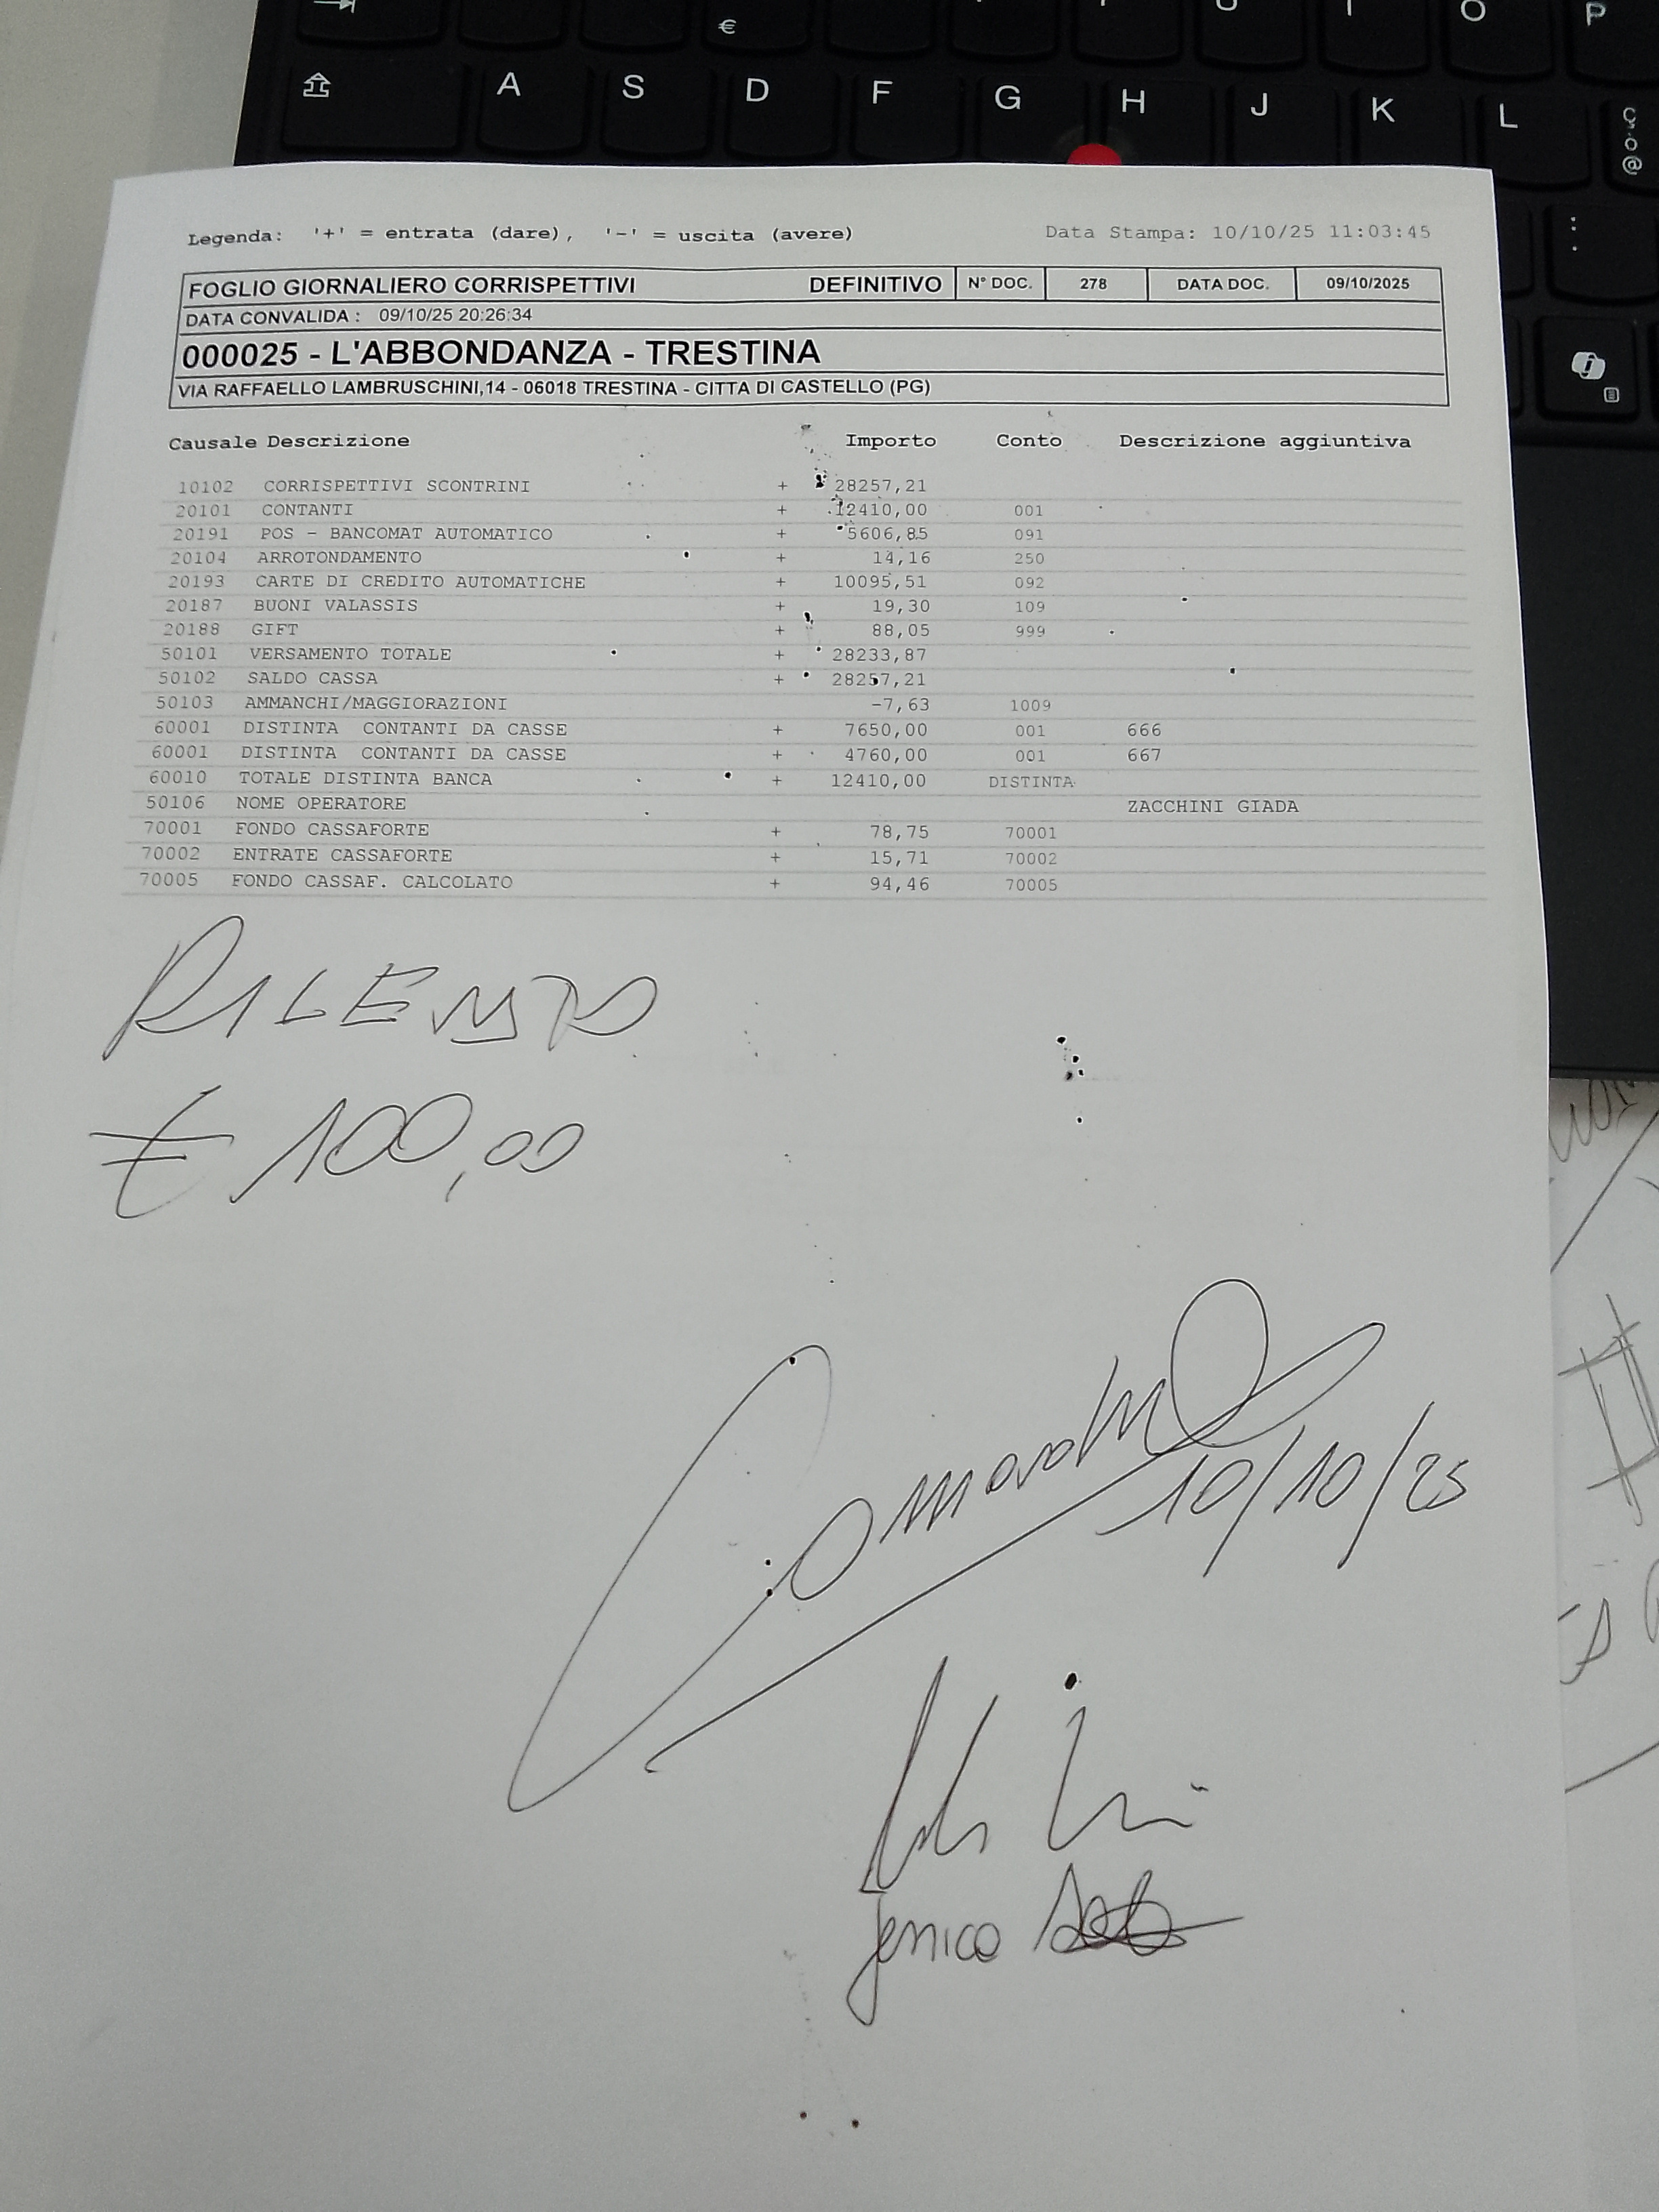 €
O P
A S D F G H J K L ç
ò @
Legenda: '+' = entrata (dare), '-' = uscita (avere) Data Stampa: 10/10/25 11:03:45
FOGLIO GIORNALIERO CORRISPETTIVI DEFINITIVO N° DOC. 278 DATA DOC. 09/10/2025
DATA CONVALIDA : 09/10/25 20:26:34
000025 - L'ABBONDANZA - TRESTINA
VIA RAFFAELLO LAMBRUSCHINI,14 - 06018 TRESTINA - CITTA DI CASTELLO (PG)
Causale Descrizione Importo Conto Descrizione aggiuntiva
10102 CORRISPETTIVI SCONTRINI + 28257,21
20101 CONTANTI + 12410,00 001
20191 POS - BANCOMAT AUTOMATICO + 5606,85 091
20104 ARROTONDAMENTO + 14,16 250
20193 CARTE DI CREDITO AUTOMATICHE + 10095,51 092
20187 BUONI VALASSIS + 19,30 109
20188 GIFT + 88,05 999
50101 VERSAMENTO TOTALE + 28233,87
50102 SALDO CASSA + 28257,21
50103 AMMANCHI/MAGGIORAZIONI -7,63 1009
60001 DISTINTA CONTANTI DA CASSE + 7650,00 001 666
60001 DISTINTA CONTANTI DA CASSE + 4760,00 001 667
60010 TOTALE DISTINTA BANCA + 12410,00 DISTINTA
50106 NOME OPERATORE ZACCHINI GIADA
70001 FONDO CASSAFORTE + 78,75 70001
70002 ENTRATE CASSAFORTE + 15,71 70002
70005 FONDO CASSAF. CALCOLATO + 94,46 70005
RILENTO
€ 100,00
10/10/25
Jenice